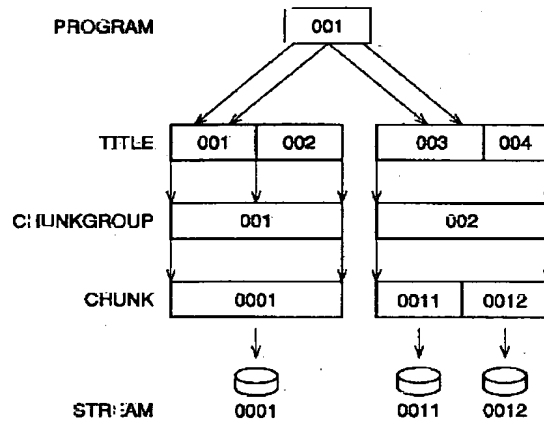 PROGRAM 001
TITLE 001 002 003 004
CHUNKGROUP 001 002
CHUNK 0001 0011 0012
STREAM 0001 0011 0012